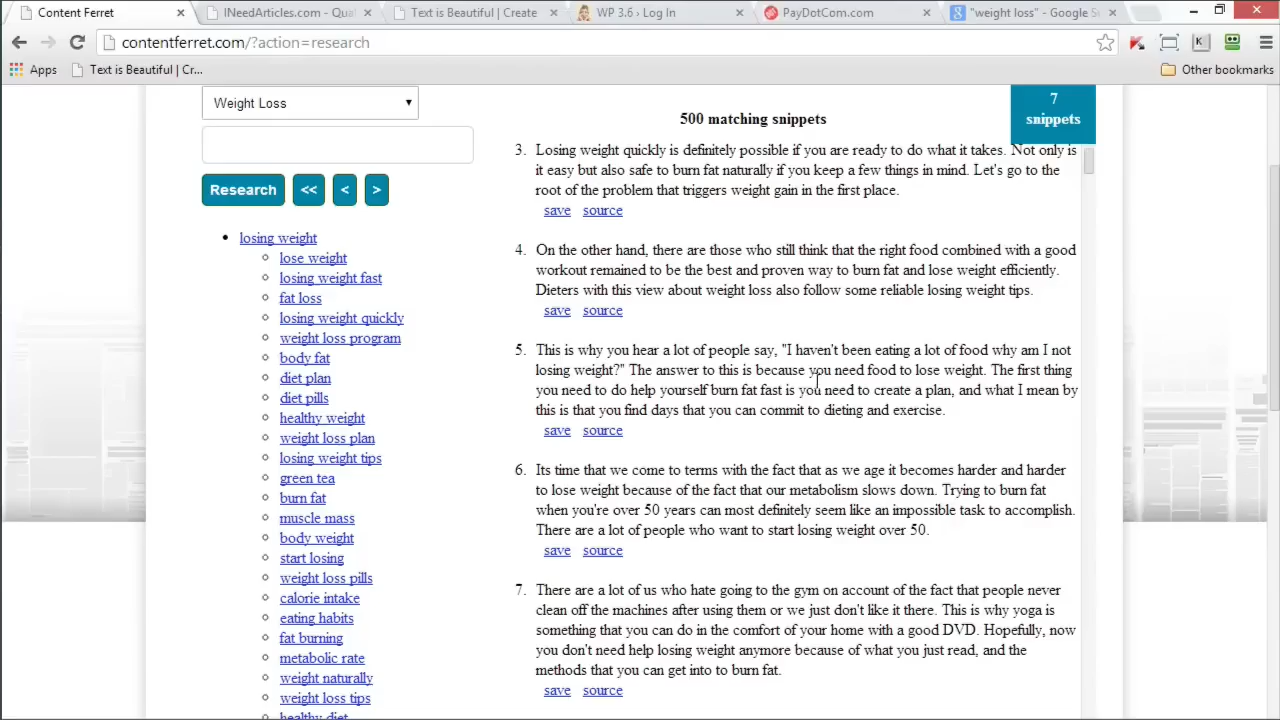 Content Ferret
INeedArticles.com - Qual
Text is Beautiful | Create
WP 3.6 › Log In
PayDotCom.com
"weight loss" - Google Se
contentferret.com/?action=research
Apps
Text is Beautiful | Cr...
Other bookmarks
Weight Loss
Research
<<
<
>
losing weight
lose weight
losing weight fast
fat loss
losing weight quickly
weight loss program
body fat
diet plan
diet pills
healthy weight
weight loss plan
losing weight tips
green tea
burn fat
muscle mass
body weight
start losing
weight loss pills
calorie intake
eating habits
fat burning
metabolic rate
weight naturally
weight loss tips
healthy diet
500 matching snippets
7
snippets
3. Losing weight quickly is definitely possible if you are ready to do what it takes. Not only is
it easy but also safe to burn fat naturally if you keep a few things in mind. Let's go to the
root of the problem that triggers weight gain in the first place.
save source
4. On the other hand, there are those who still think that the right food combined with a good
workout remained to be the best and proven way to burn fat and lose weight efficiently.
Dieters with this view about weight loss also follow some reliable losing weight tips.
save source
5. This is why you hear a lot of people say, "I haven't been eating a lot of food why am I not
losing weight?" The answer to this is because you need food to lose weight. The first thing
you need to do help yourself burn fat fast is you need to create a plan, and what I mean by
this is that you find days that you can commit to dieting and exercise.
save source
6. Its time that we come to terms with the fact that as we age it becomes harder and harder
to lose weight because of the fact that our metabolism slows down. Trying to burn fat
when you're over 50 years can most definitely seem like an impossible task to accomplish.
There are a lot of people who want to start losing weight over 50.
save source
7. There are a lot of us who hate going to the gym on account of the fact that people never
clean off the machines after using them or we just don't like it there. This is why yoga is
something that you can do in the comfort of your home with a good DVD. Hopefully, now
you don't need help losing weight anymore because of what you just read, and the
methods that you can get into to burn fat.
save source